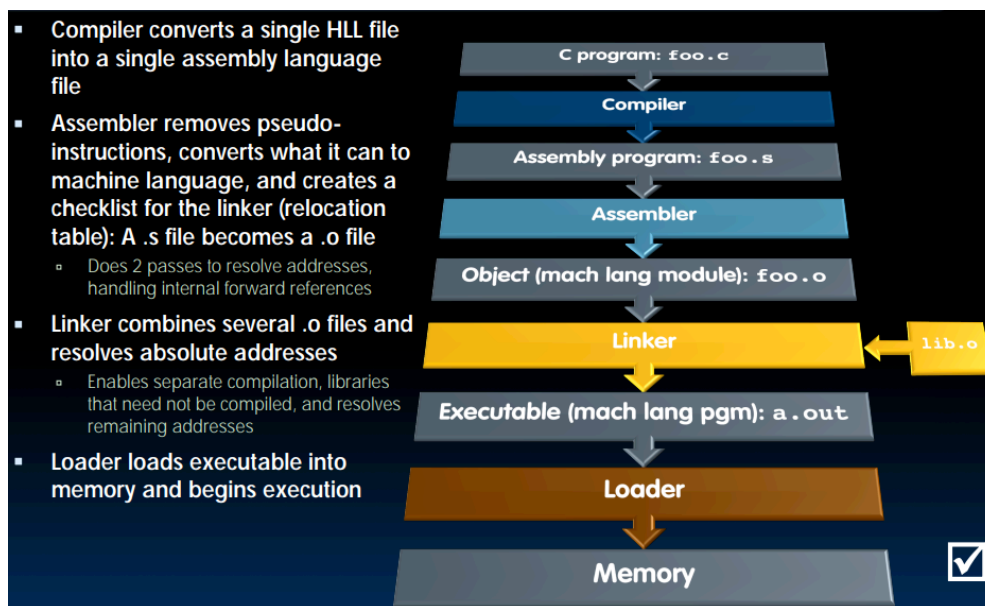 ▪ Compiler converts a single HLL file
into a single assembly language
file
▪ Assembler removes pseudo-
instructions, converts what it can to
machine language, and creates a
checklist for the linker (relocation
table): A .s file becomes a .o file
▫ Does 2 passes to resolve addresses,
handling internal forward references
▪ Linker combines several .o files and
resolves absolute addresses
▫ Enables separate compilation, libraries
that need not be compiled, and resolves
remaining addresses
▪ Loader loads executable into
memory and begins execution
C program: foo.c
Compiler
Assembly program: foo.s
Assembler
Object (mach lang module): foo.o
Linker
lib.o
Executable (mach lang pgm): a.out
Loader
Memory